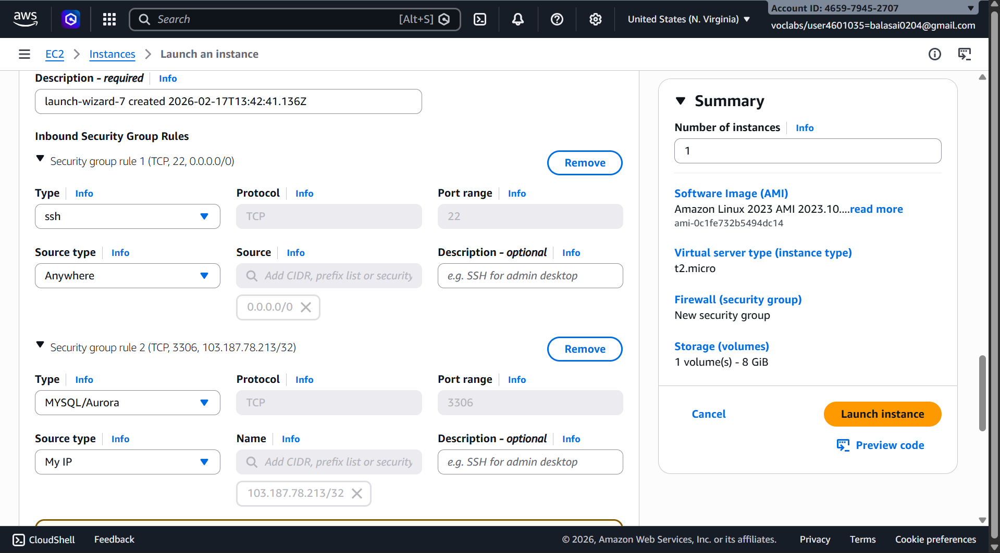 aws
Search
[Alt+S]
United States (N. Virginia)
Account ID: 4659-7945-2707
voclabs/user4601035=balasai0204@gmail.com
EC2
Instances
Launch an instance
Description - required
Info
launch-wizard-7 created 2026-02-17T13:42:41.136Z
Inbound Security Group Rules
Security group rule 1 (TCP, 22, 0.0.0.0/0)
Remove
Type Info
Protocol Info
Port range Info
ssh
TCP
22
Source type Info
Source Info
Description - optional Info
Anywhere
Add CIDR, prefix list or security
e.g. SSH for admin desktop
0.0.0.0/0
Security group rule 2 (TCP, 3306, 103.187.78.213/32)
Remove
Type Info
Protocol Info
Port range Info
MYSQL/Aurora
TCP
3306
Source type Info
Name Info
Description - optional Info
My IP
Add CIDR, prefix list or security
e.g. SSH for admin desktop
103.187.78.213/32
Summary
Number of instances Info
1
Software Image (AMI)
Amazon Linux 2023 AMI 2023.10....read more
ami-0c1fe732b5494dc14
Virtual server type (instance type)
t2.micro
Firewall (security group)
New security group
Storage (volumes)
1 volume(s) - 8 GiB
Cancel
Launch instance
Preview code
CloudShell
Feedback
© 2026, Amazon Web Services, Inc. or its affiliates.
Privacy
Terms
Cookie preferences